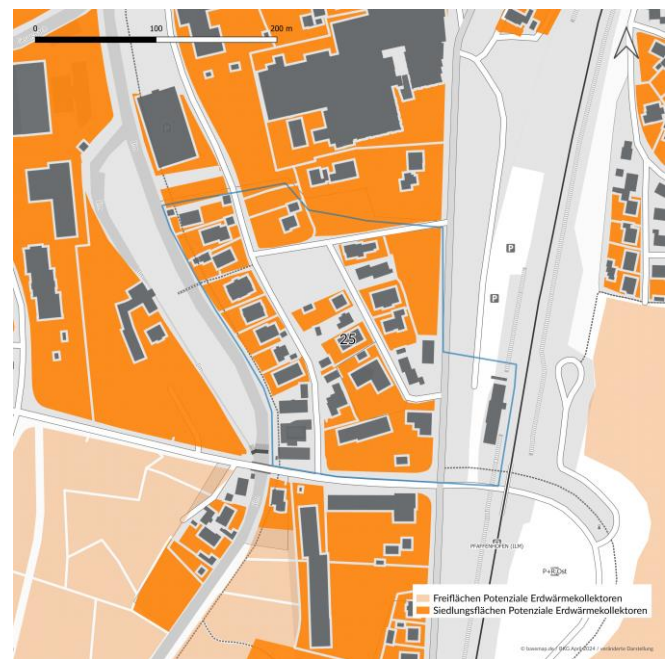 0 100 200 m
P
P
25
PFAFFENHOFEN (ILM)
P+R Ost
Freiflächen Potenziale Erdwärmekollektoren
Siedlungsflächen Potenziale Erdwärmekollektoren
© basemap.de / BKG April 2024 / veränderte Darstellung